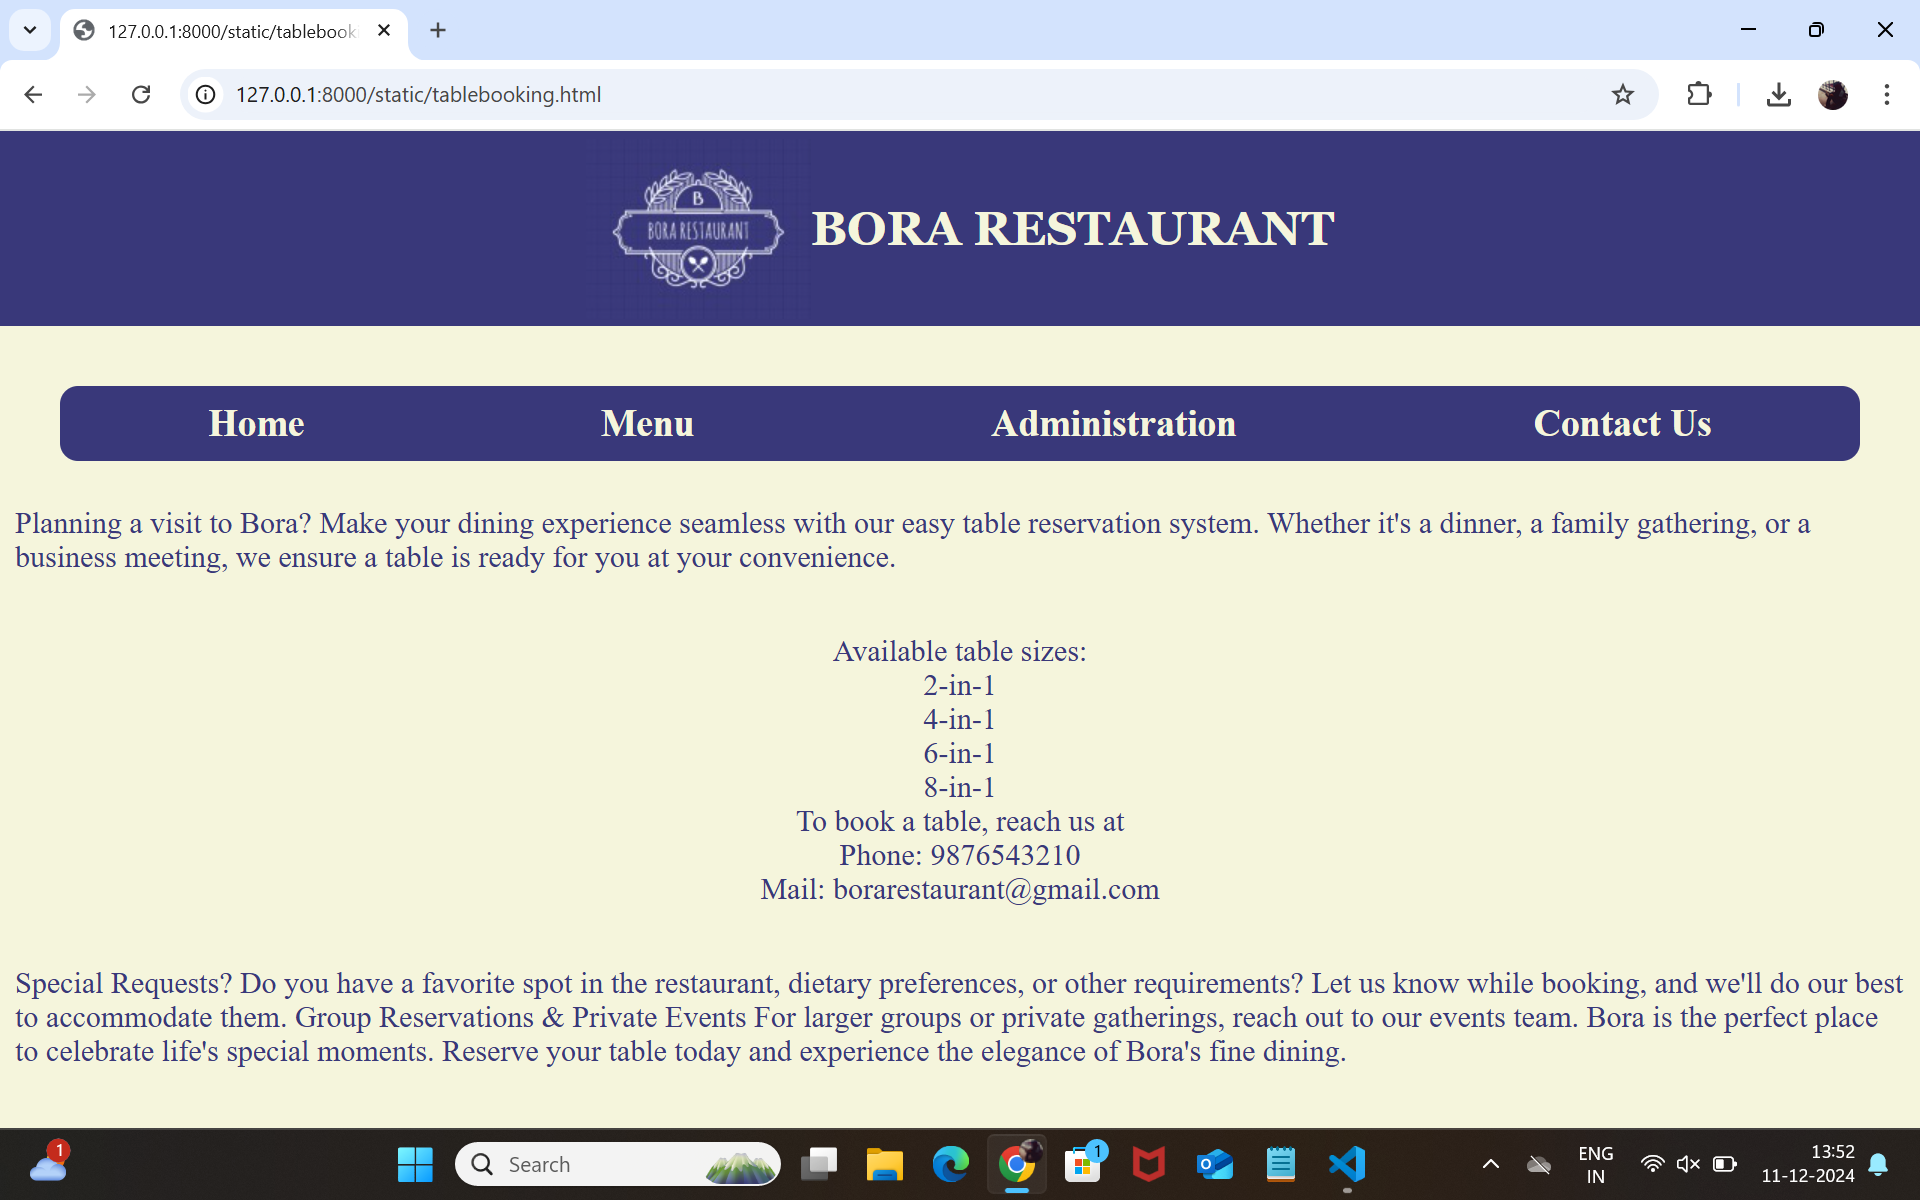 127.0.0.1:8000/static/tablebook
127.0.0.1:8000/static/tablebooking.html
B
BORA RESTAURANT
BORA RESTAURANT
Home Menu Administration Contact Us
Planning a visit to Bora? Make your dining experience seamless with our easy table reservation system. Whether it's a dinner, a family gathering, or a
business meeting, we ensure a table is ready for you at your convenience.
Available table sizes:
2-in-1
4-in-1
6-in-1
8-in-1
To book a table, reach us at
Phone: 9876543210
Mail: borarestaurant@gmail.com
Special Requests? Do you have a favorite spot in the restaurant, dietary preferences, or other requirements? Let us know while booking, and we'll do our best
to accommodate them. Group Reservations & Private Events For larger groups or private gatherings, reach out to our events team. Bora is the perfect place
to celebrate life's special moments. Reserve your table today and experience the elegance of Bora's fine dining.
1
Search
1
ENG
IN
13:52
11-12-2024